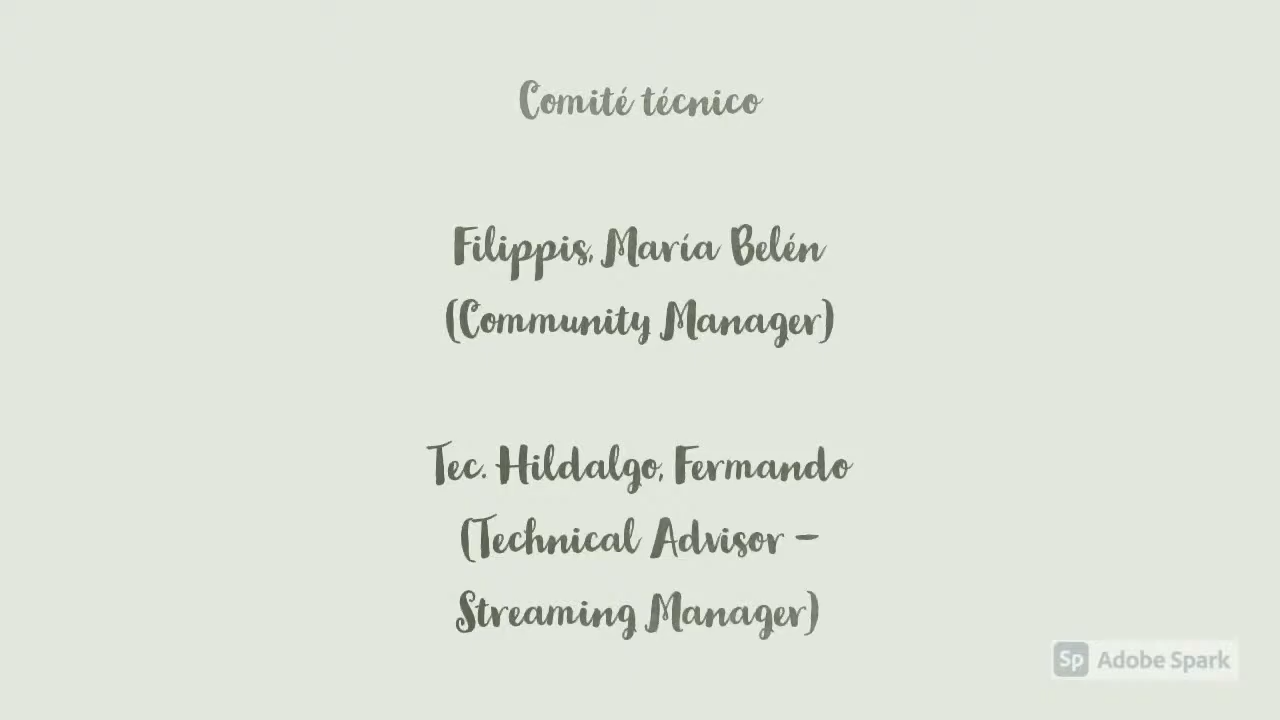 Comité técnico
Filippis, María Belén
(Community Manager)
Tec. Hildalgo, Fermando
(Technical Advisor –
Streaming Manager)
Sp Adobe Spark